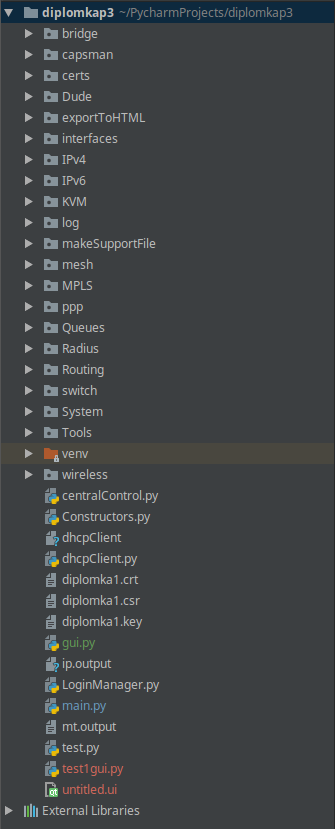 diplomkap3 ~/PycharmProjects/diplomkap3
bridge
capsman
certs
Dude
exportToHTML
interfaces
IPv4
IPv6
KVM
log
makeSupportFile
mesh
MPLS
ppp
Queues
Radius
Routing
switch
System
Tools
venv
wireless
centralControl.py
Constructors.py
dhcpClient
dhcpClient.py
diplomka1.crt
diplomka1.csr
diplomka1.key
gui.py
ip.output
LoginManager.py
main.py
mt.output
test.py
test1gui.py
untitled.ui
External Libraries